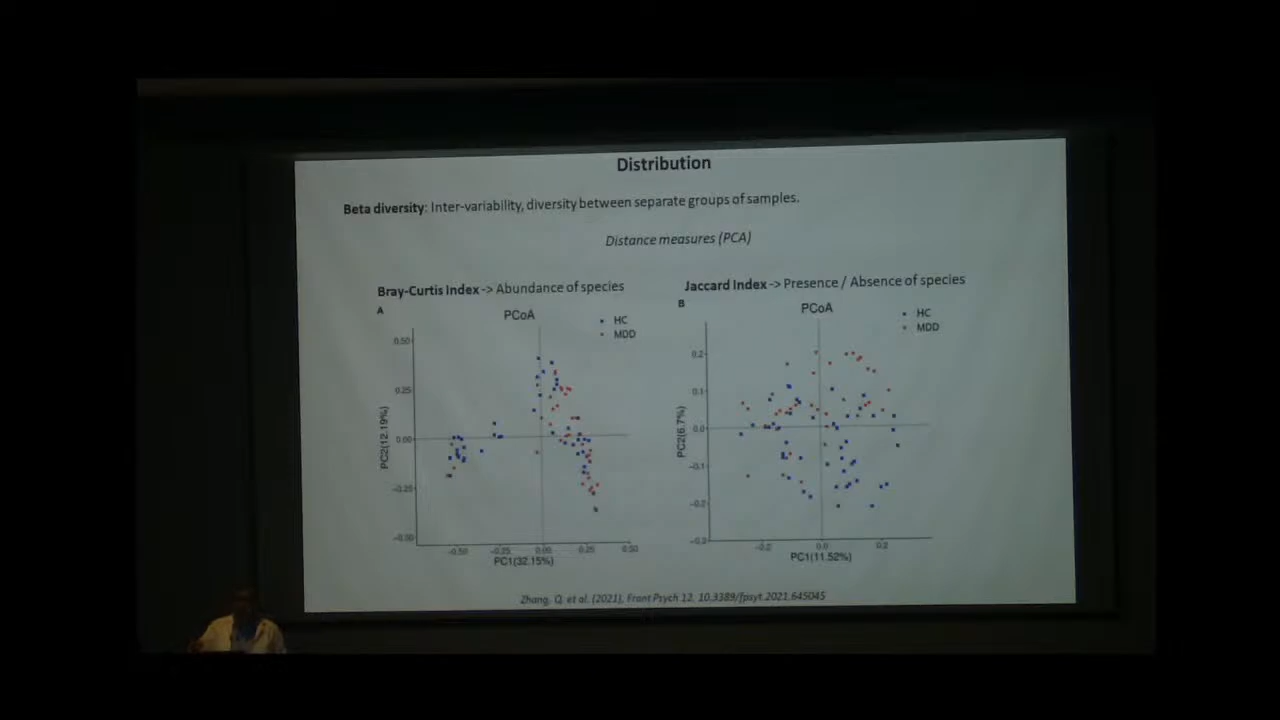 Distribution
Beta diversity: Inter-variability, diversity between separate groups of samples.
Distance measures (PCA)
Bray-Curtis Index -> Abundance of species
Jaccard Index -> Presence / Absence of species
A
PCoA
HC
MDD
0.50
0.25
0.00
-0.25
-0.50
PC2(12.19%)
-0.50 -0.25 0.00 0.25 0.50
PC1(32.15%)
B
PCoA
HC
MDD
0.2
0.1
0.0
-0.1
-0.2
-0.3
PC2(6.7%)
-0.2 0.0 0.2
PC1(11.52%)
Zhang, Q. et al. (2021), Front Psych 12. 10.3389/fpsyt.2021.645045